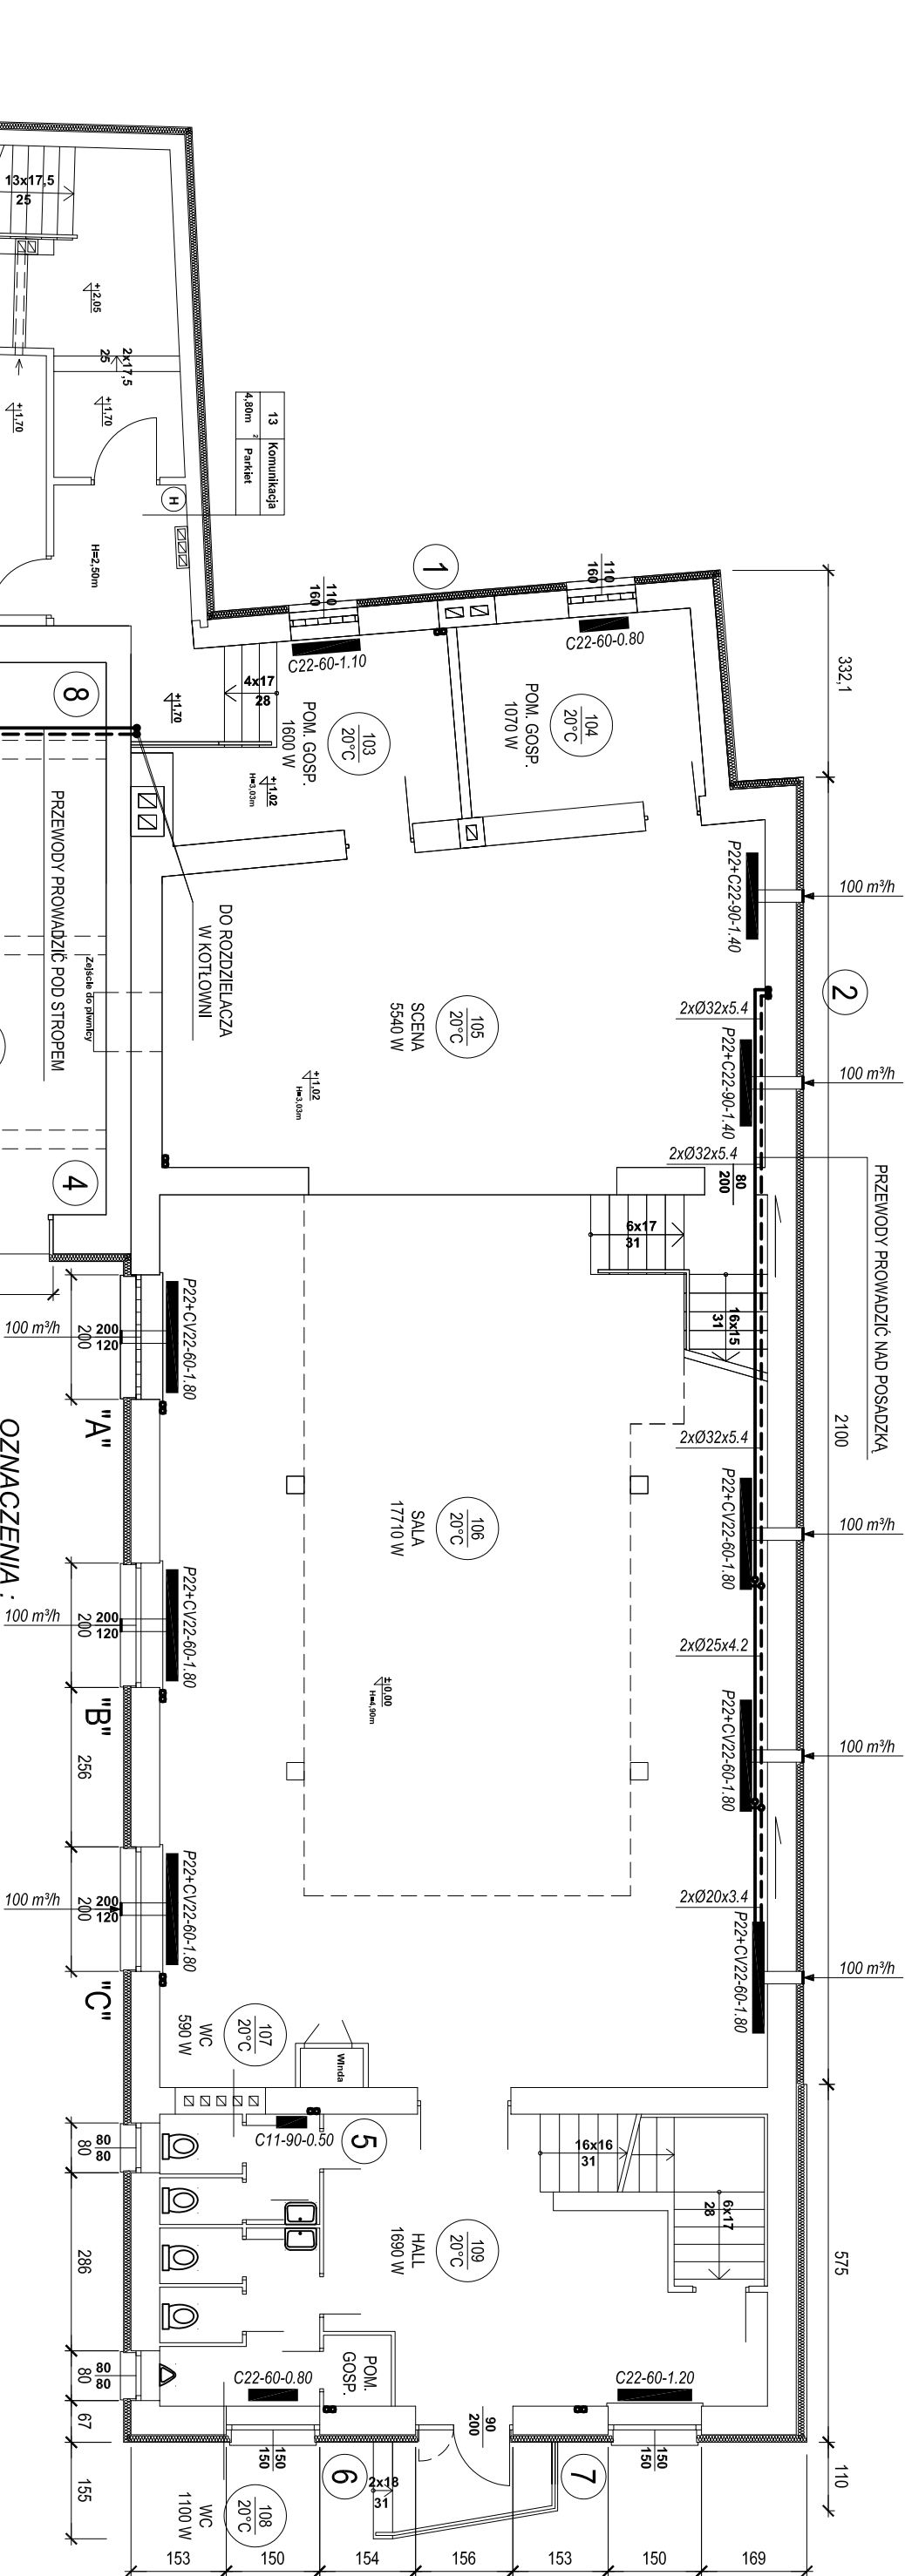 13x17,5
25
+2,05
2x17,5
25
+1,70
+1,70
13 Komunikacja
4,80m² Parkiet
H
H=2,50m
1
110
160
110
160
C22-60-1.10
C22-60-0.80
332,1
4x17
28
+1,70
8
103
20°C
POM. GOSP.
1600 W
104
20°C
POM. GOSP.
1070 W
+1,02
H=3,03m
PRZEWODY PROWADZIĆ POD STROPEM
Zejście do piwnicy
DO ROZDZIELACZA
W KOTŁOWNI
P22+C22-90-1.40
100 m³/h
2
105
20°C
SCENA
5540 W
+1,02
H=3,03m
2xØ32x5.4
P22+C22-90-1.40
100 m³/h
2xØ32x5.4
80
200
PRZEWODY PROWADZIĆ NAD POSADZKĄ
4
6x17
31
16x15
31
2100
P22+CV22-60-1.80
100 m³/h
200
120
200
"A"
2xØ32x5.4
P22+CV22-60-1.80
100 m³/h
106
20°C
SALA
17710 W
OZNACZENIA :
P22+CV22-60-1.80
100 m³/h
200
120
200
2xØ25x4.2
±0,00
H=4,90m
"B"
256
P22+CV22-60-1.80
100 m³/h
P22+CV22-60-1.80
100 m³/h
200
120
200
2xØ20x3.4
P22+CV22-60-1.80
100 m³/h
"C"
107
20°C
WC
590 W
Winda
C11-90-0.50
5
16x16
31
6x17
28
575
80
80
80
286
109
20°C
HALL
1690 W
POM.
GOSP.
C22-60-0.80
C22-60-1.20
80
80
80
67
90
200
150
150
150
150
6
7
2x18
31
110
155
108
20°C
WC
1100 W
153
150
154
156
153
150
169